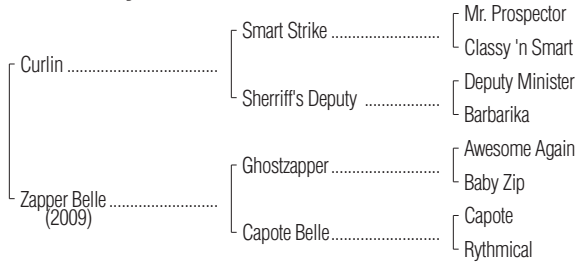 Mr. Prospector
Smart Strike ............................
Classy 'n Smart
Curlin ......................................
Deputy Minister
Sherriff's Deputy ...................
Barbarika
Awesome Again
Ghostzapper............................
Baby Zip
Zapper Belle ...........................
(2009)
Capote
Capote Belle............................
Rythmical